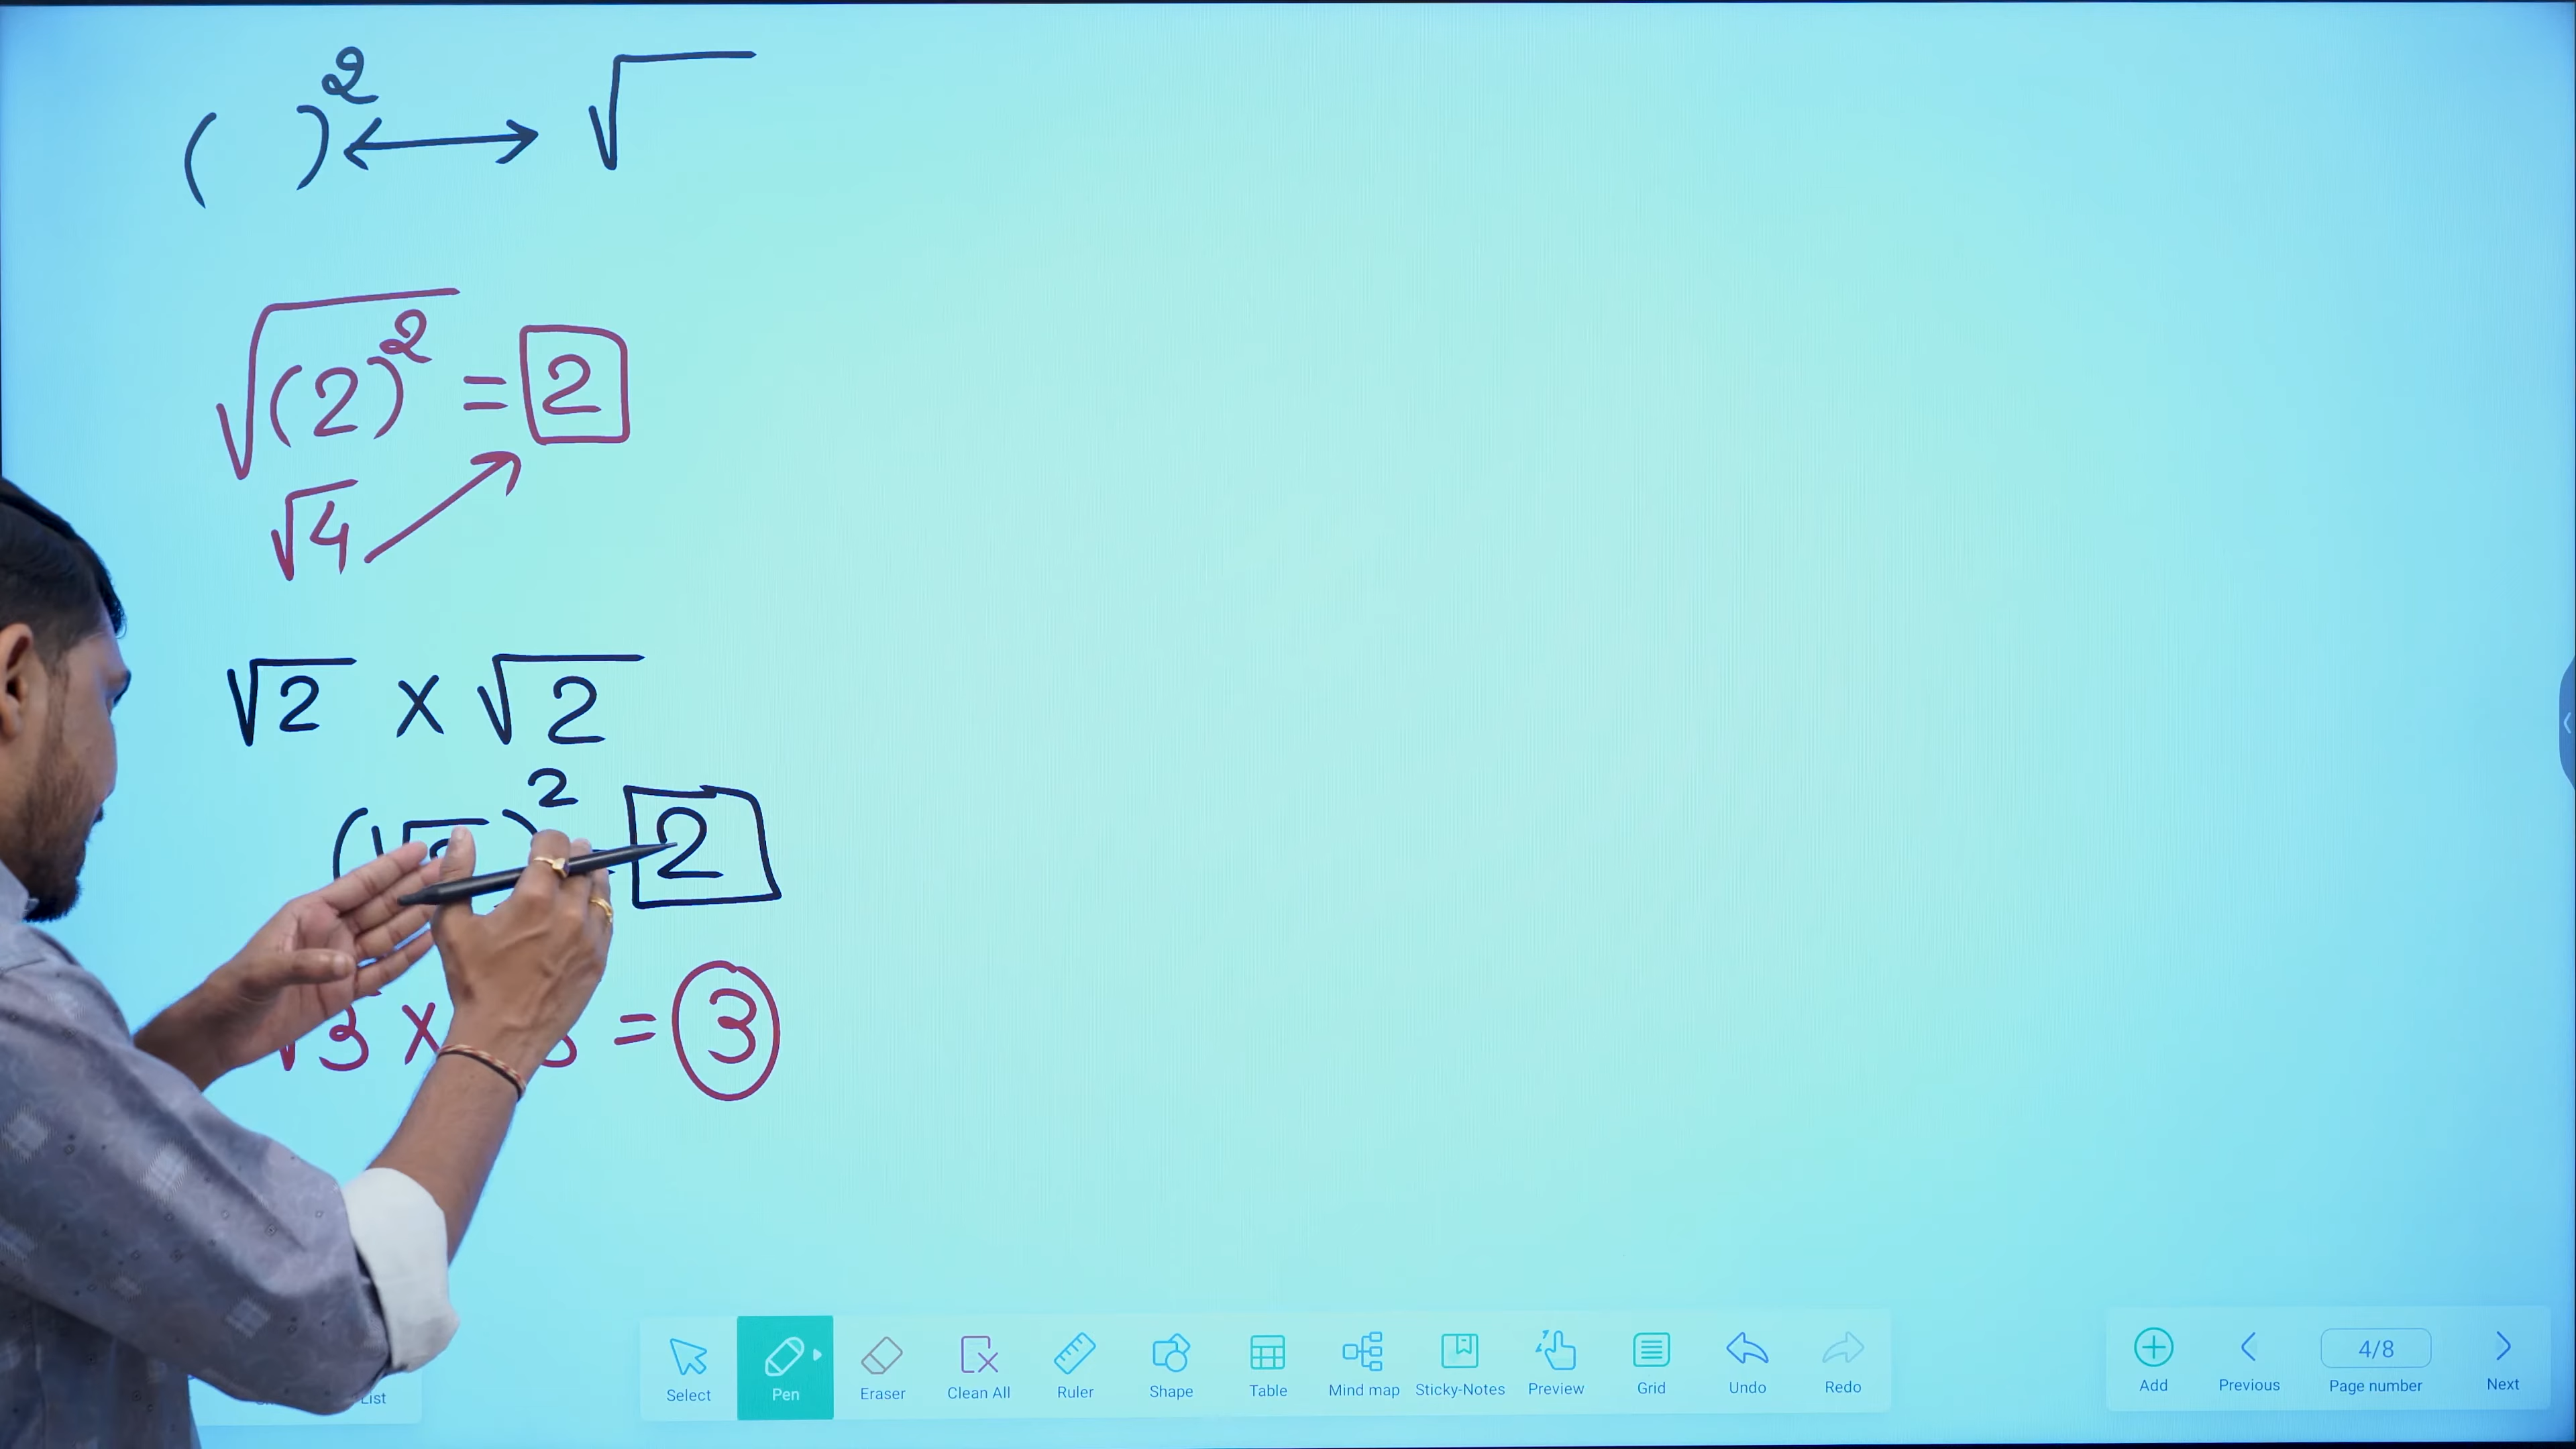 ( )² ↔ √
√(2)² = 2
√4
√2 × √2
(√ )² 2
√3 × = 3
List
Select Pen Eraser Clean All Ruler Shape Table Mind map Sticky-Notes Preview Grid Undo Redo
Add Previous 4/8 Page number Next